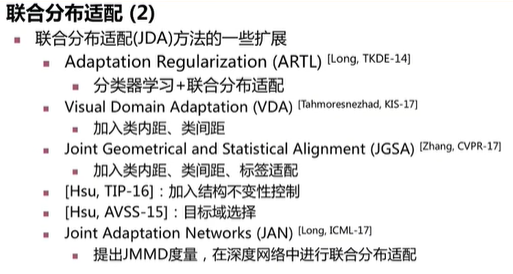 联合分布适配 (2)
联合分布适配(JDA)方法的一些扩展
Adaptation Regularization (ARTL) [Long, TKDE-14]
分类器学习+联合分布适配
Visual Domain Adaptation (VDA) [Tahmoresnezhad, KIS-17]
加入类内距、类间距
Joint Geometrical and Statistical Alignment (JGSA) [Zhang, CVPR-17]
加入类内距、类间距、标签适配
[Hsu, TIP-16]：加入结构不变性控制
[Hsu, AVSS-15]：目标域选择
Joint Adaptation Networks (JAN) [Long, ICML-17]
提出JMMD度量，在深度网络中进行联合分布适配